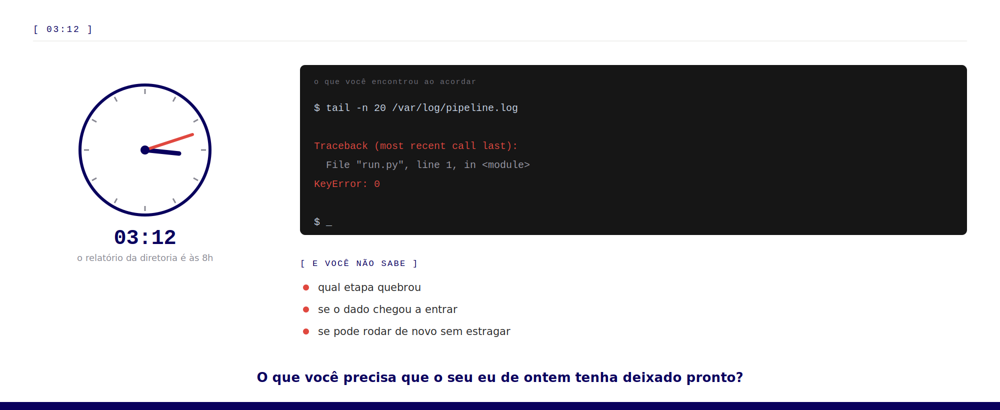 [ 03:12 ]
03:12
o relatório da diretoria é às 8h
o que você encontrou ao acordar
$ tail -n 20 /var/log/pipeline.log
Traceback (most recent call last):
  File "run.py", line 1, in <module>
KeyError: 0
$ _
[ E VOCÊ NÃO SABE ]
qual etapa quebrou
se o dado chegou a entrar
se pode rodar de novo sem estragar
O que você precisa que o seu eu de ontem tenha deixado pronto?